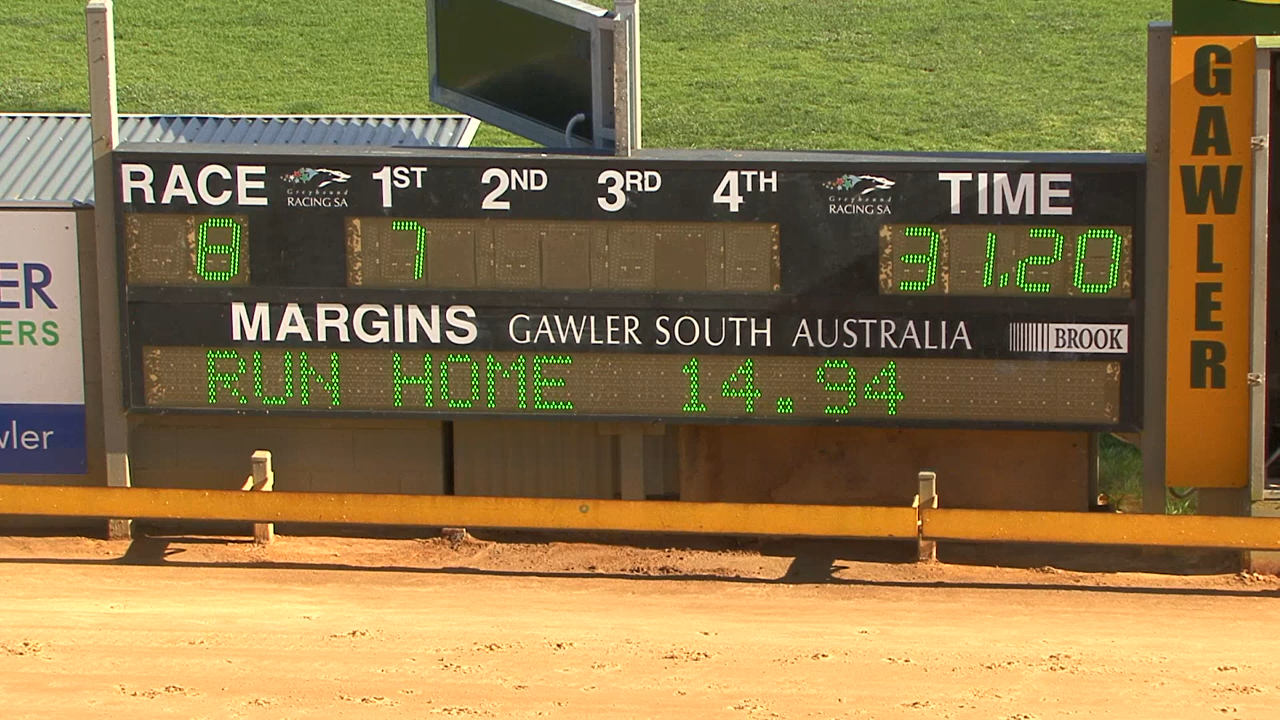 RACE 1ST 2ND 3RD 4TH TIME
Greyhound RACING SA
Greyhound RACING SA
8 7 31.20
MARGINS GAWLER SOUTH AUSTRALIA BROOK
RUN HOME 14.94
GAWLER
ER
ERS
wler